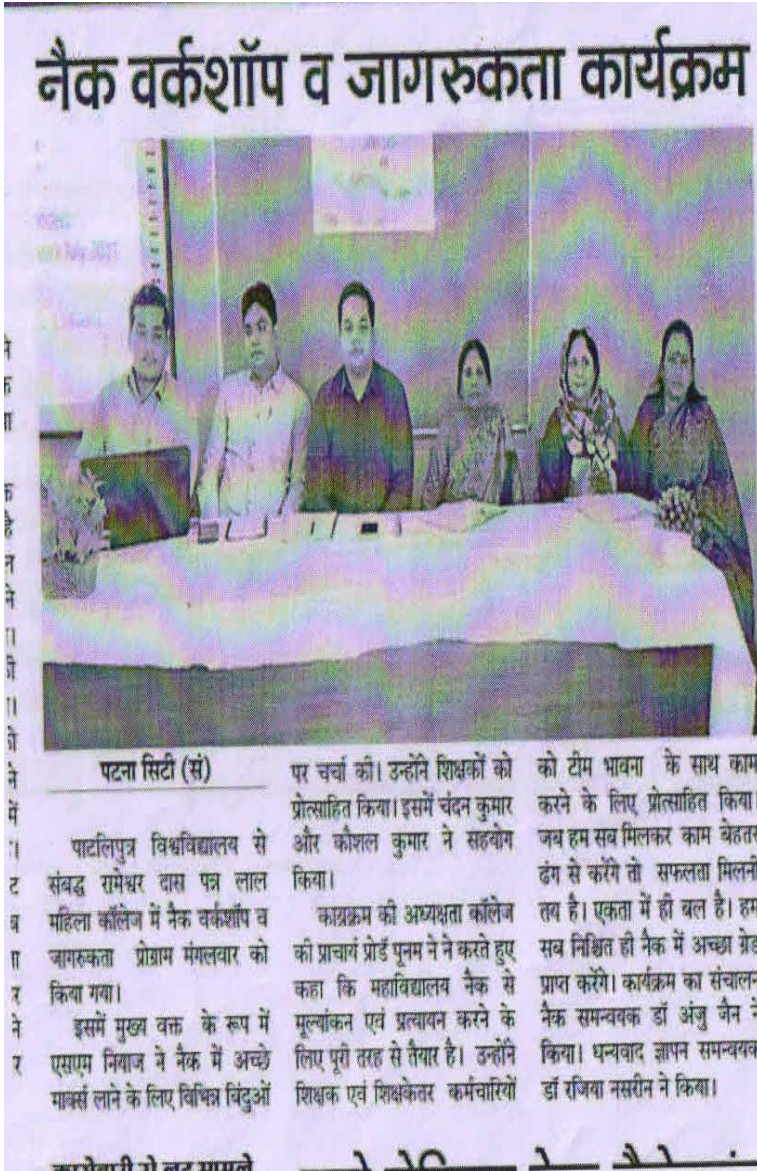 नैक वर्कशॉप व जागरुकता कार्यक्रम
पटना सिटी (सं)
पाटलिपुत्र विश्वविद्यालय से
संबद्ध रामेश्वर दास पन्न लाल
महिला कॉलेज में नैक वर्कशॉप व
जागरुकता प्रोग्राम मंगलवार को
किया गया।
इसमें मुख्य वक्त के रूप में
एसएम नियाज ने नैक में अच्छे
मार्क्स लाने के लिए विभिन्न बिंदुओं
पर चर्चा की। उन्होंने शिक्षकों को
प्रोत्साहित किया। इसमें चंदन कुमार
और कौशल कुमार ने सहयोग
किया।
काय्रक्रम की अध्यक्षता कॉलेज
की प्राचार्य प्रोर्ड पूनम ने ने करते हुए
कहा कि महाविद्यालय नैक से
मूल्यांकन एवं प्रत्यायन करने के
लिए पूरी तरह से तैयार है। उन्होंने
शिक्षक एवं शिक्षकेतर कर्मचारियों
को टीम भावना के साथ काम
करने के लिए प्रोत्साहित किया।
जब हम सब मिलकर काम बेहतर
ढंग से करेंगे तो सफलता मिलनी
तय है। एकता में ही बल है। हम
सब निश्चित ही नैक में अच्छा ग्रेड
प्राप्त करेंगे। कार्यक्रम का संचालन
नैक समन्वयक डॉ अंजु जैन ने
किया। धन्यवाद ज्ञापन समन्वयक
डॉ रजिया नसरीन ने किया।